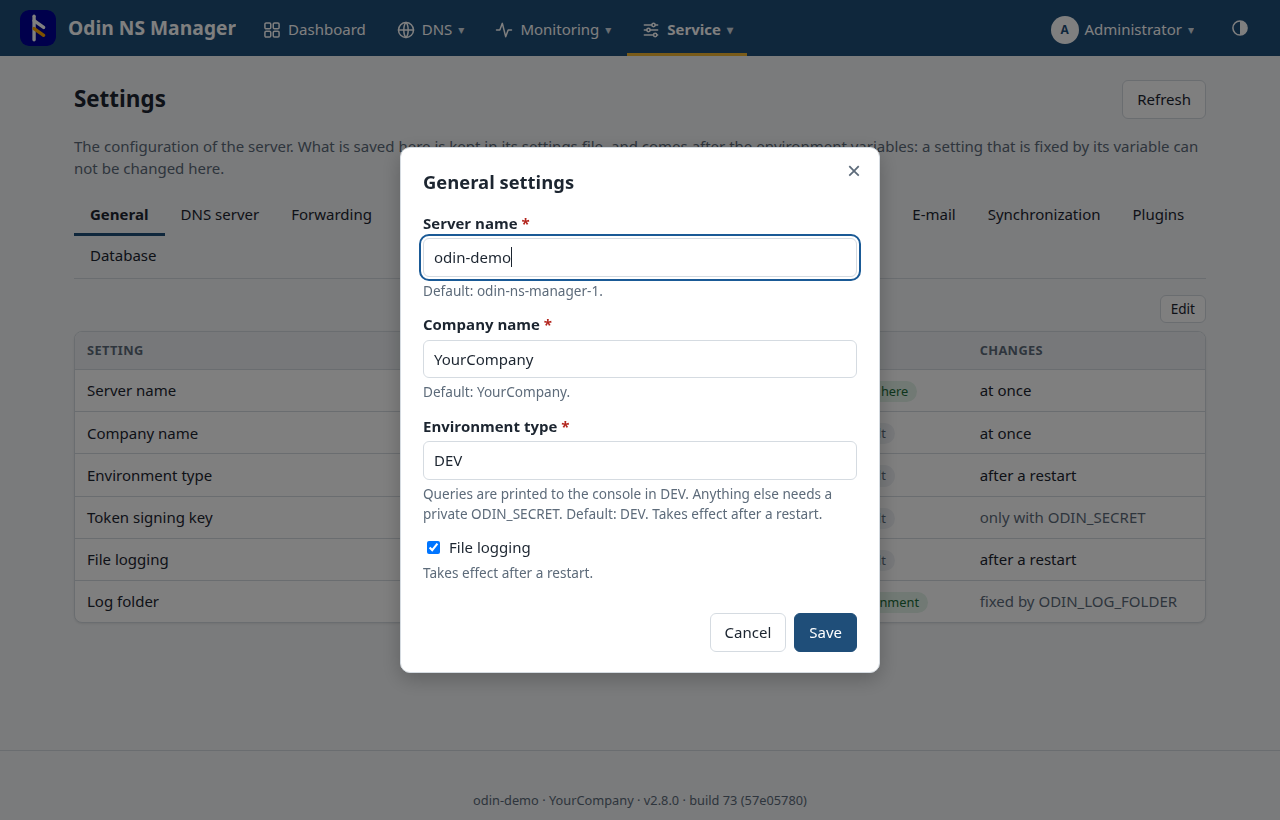 Odin NS Manager
Dashboard
DNS ▾
Monitoring ▾
Service ▾
A
Administrator ▾
Settings
Refresh
The configuration of the server. What is saved here is kept in its settings file, and comes after the environment variables: a setting that is fixed by its variable can
not be changed here.
General
DNS server
Forwarding
E-mail
Synchronization
Plugins
Database
Edit
SETTING
CHANGES
Server name
here
at once
Company name
at once
Environment type
after a restart
Token signing key
only with ODIN_SECRET
File logging
after a restart
Log folder
fixed by ODIN_LOG_FOLDER
General settings
✕
Server name *
odin-demo
Default: odin-ns-manager-1.
Company name *
YourCompany
Default: YourCompany.
Environment type *
DEV
Queries are printed to the console in DEV. Anything else needs a
private ODIN_SECRET. Default: DEV. Takes effect after a restart.
File logging
Takes effect after a restart.
Cancel
Save
odin-demo · YourCompany · v2.8.0 · build 73 (57e05780)